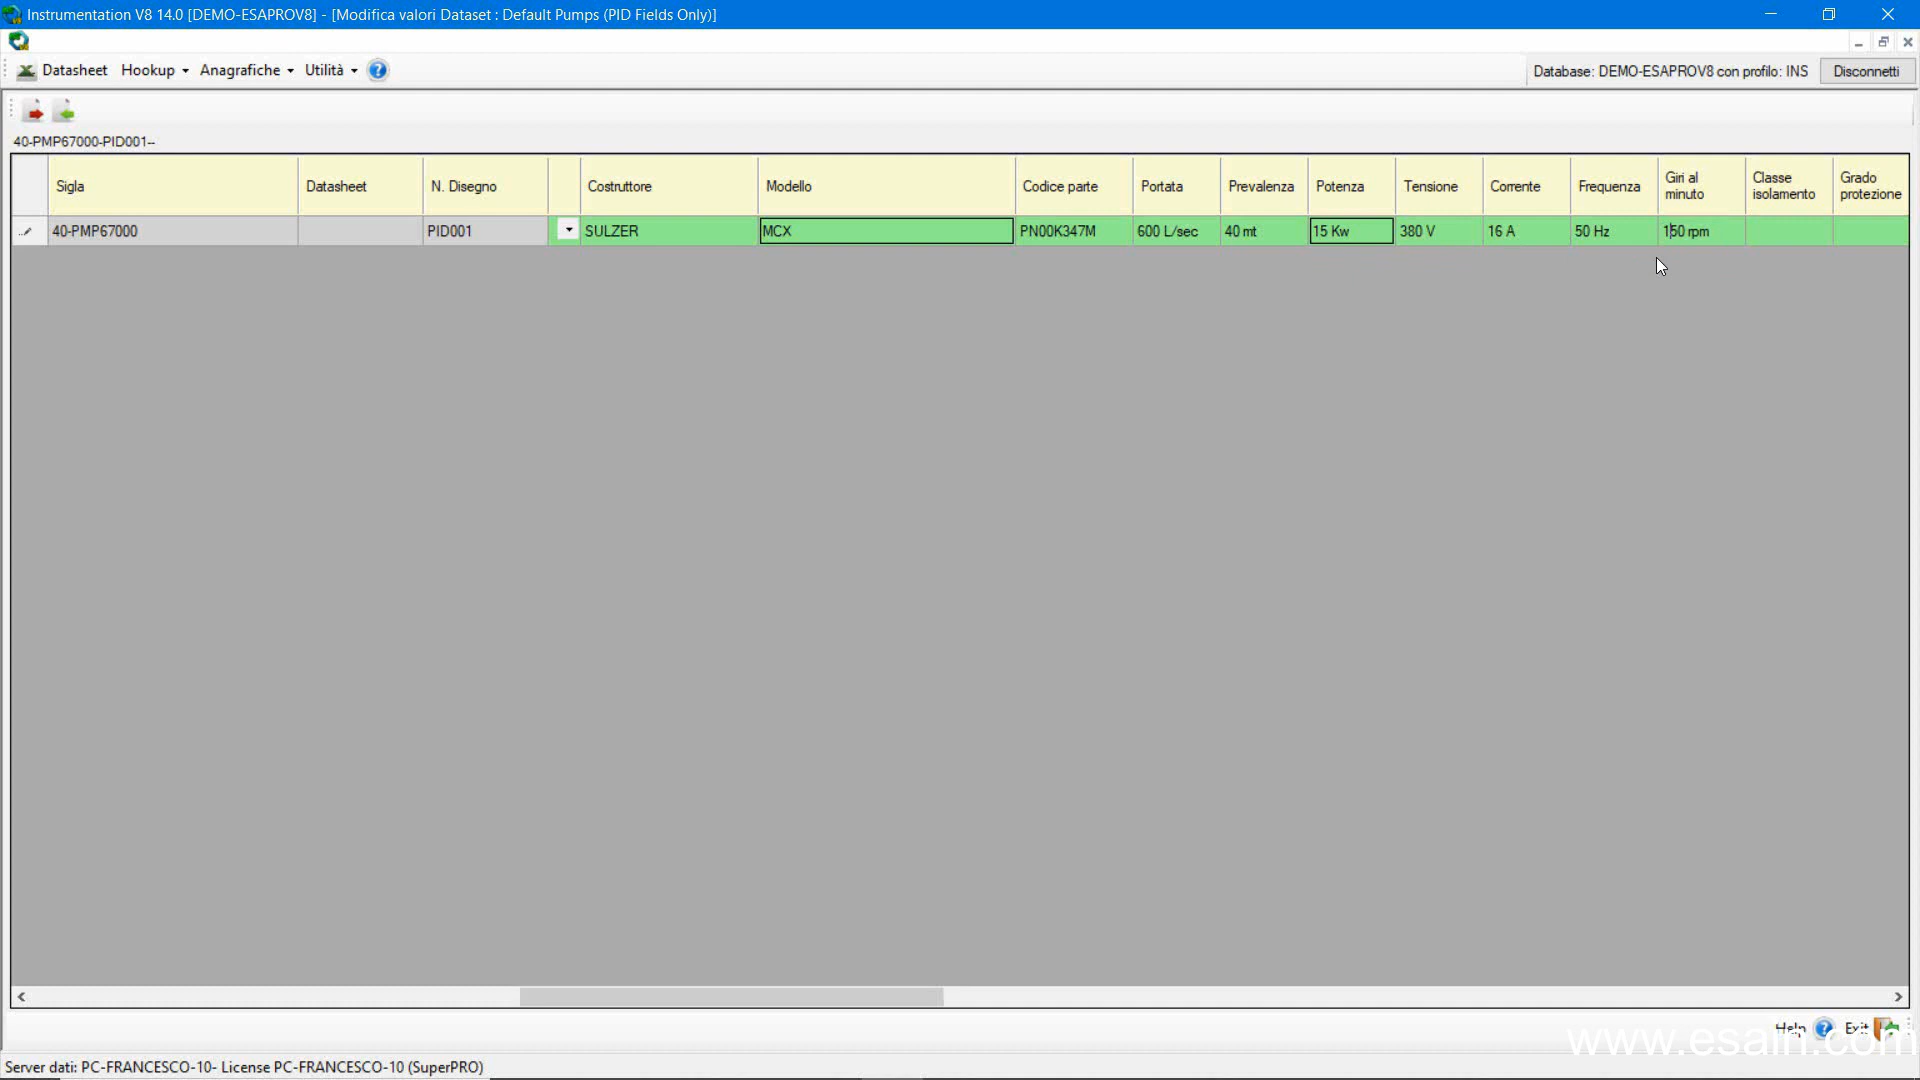 Instrumentation V8 14.0 [DEMO-ESAPROV8] - [Modifica valori Dataset : Default Pumps (PID Fields Only)]
Datasheet Hookup Anagrafiche Utilità Database: DEMO-ESAPROV8 con profilo: INS Disconnetti
40-PMP67000-PID001--
Sigla Datasheet N. Disegno Costruttore Modello Codice parte Portata Prevalenza Potenza Tensione Corrente Frequenza Giri al minuto Classe isolamento Grado protezione
40-PMP67000 PID001 SULZER MCX PN00K347M 600 L/sec 40 mt 15 Kw 380 V 16 A 50 Hz 150 rpm
Help Exit
www.esain.com
Server dati: PC-FRANCESCO-10- License PC-FRANCESCO-10 (SuperPRO)